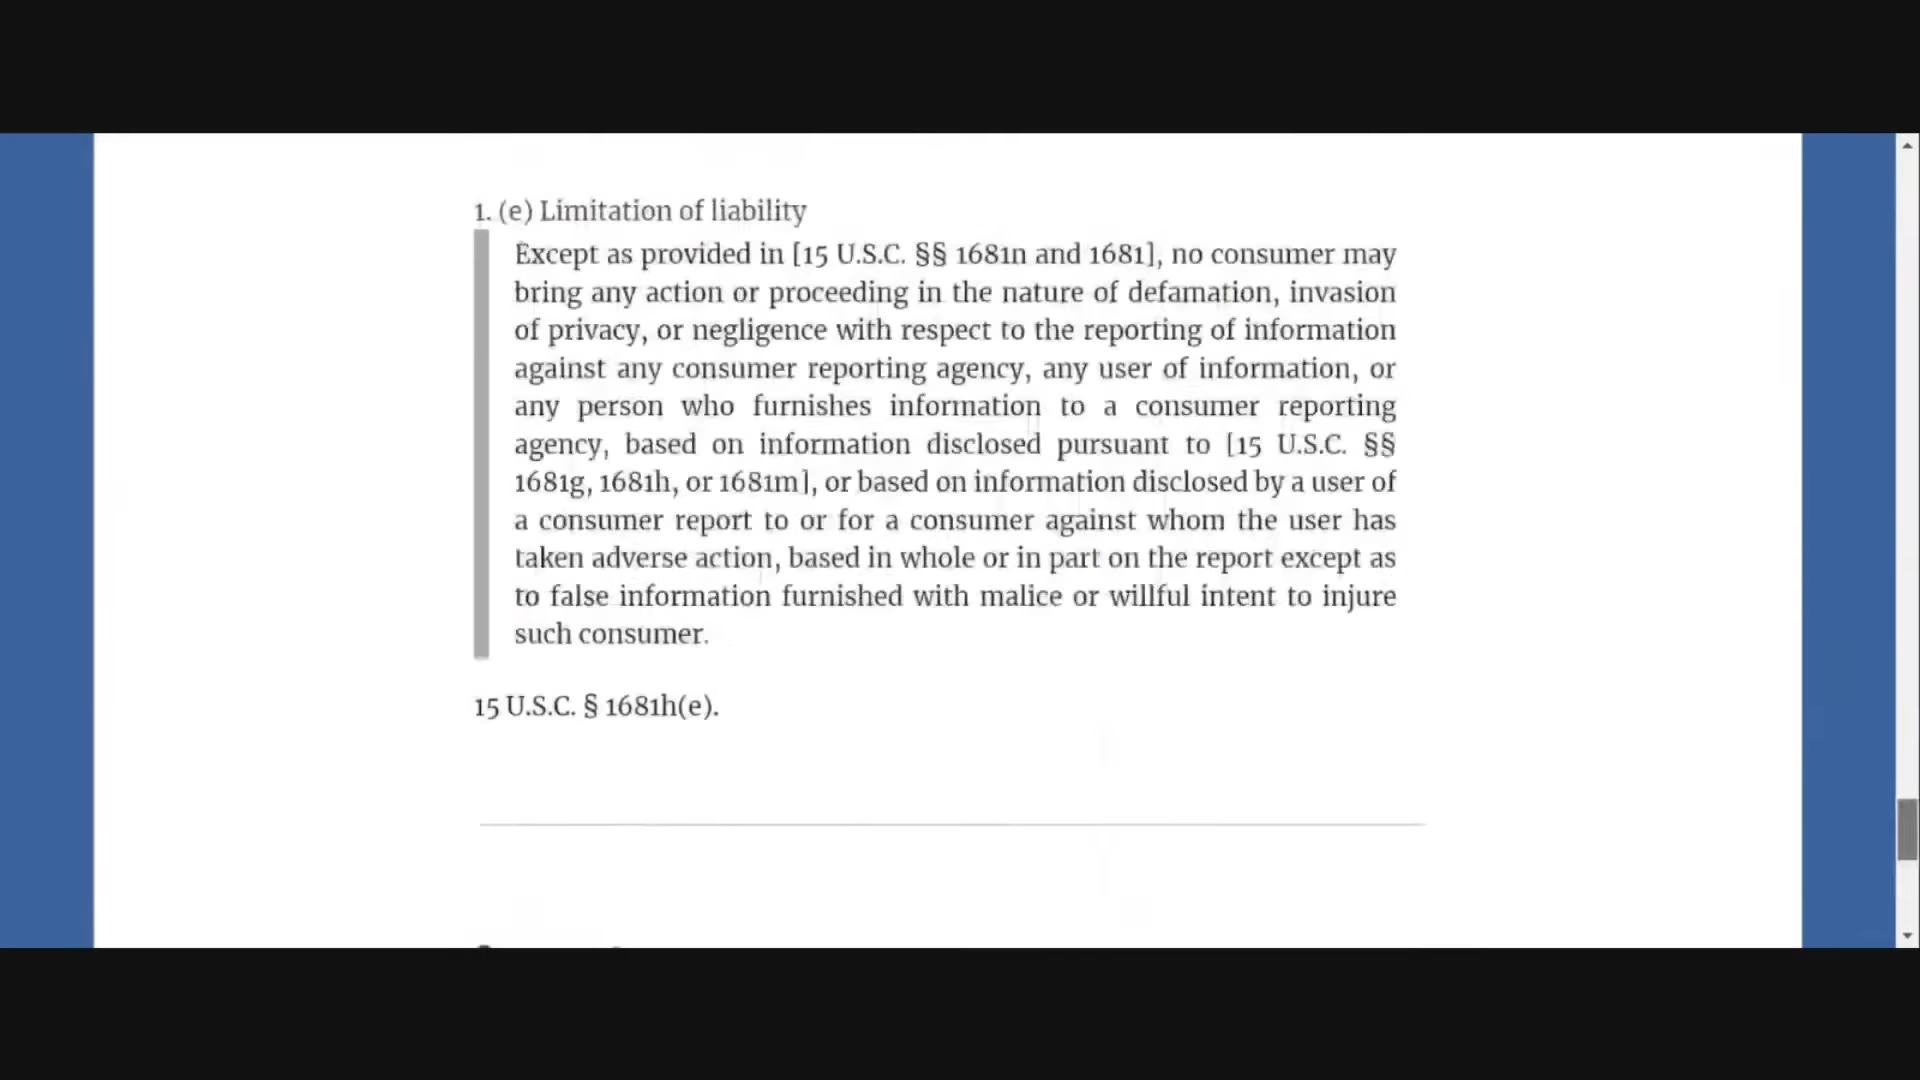 1. (e) Limitation of liability
Except as provided in [15 U.S.C. §§ 1681n and 1681], no consumer may
bring any action or proceeding in the nature of defamation, invasion
of privacy, or negligence with respect to the reporting of information
against any consumer reporting agency, any user of information, or
any person who furnishes information to a consumer reporting
agency, based on information disclosed pursuant to [15 U.S.C. §§
1681g, 1681h, or 1681m], or based on information disclosed by a user of
a consumer report to or for a consumer against whom the user has
taken adverse action, based in whole or in part on the report except as
to false information furnished with malice or willful intent to injure
such consumer.
15 U.S.C. § 1681h(e).